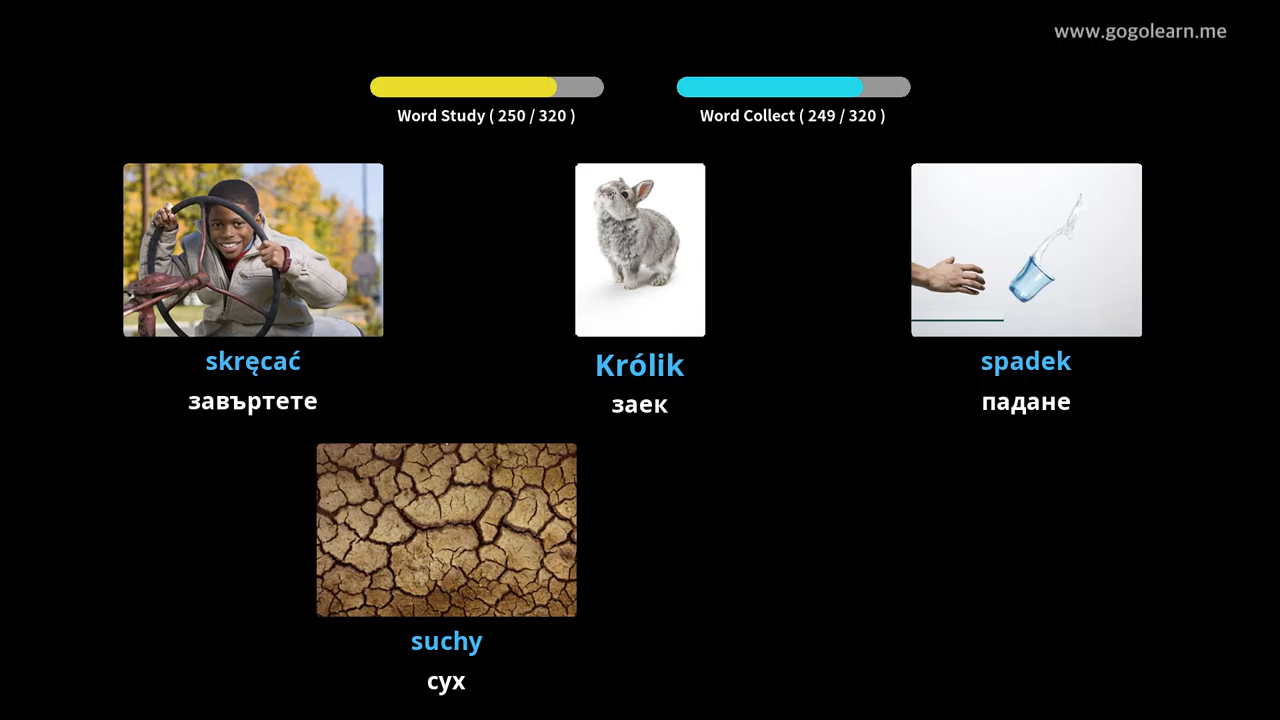 www.gogolearn.me
Word Study ( 250 / 320 )
Word Collect ( 249 / 320 )
skręcać
завъртете
Królik
заек
spadek
падане
suchy
сух